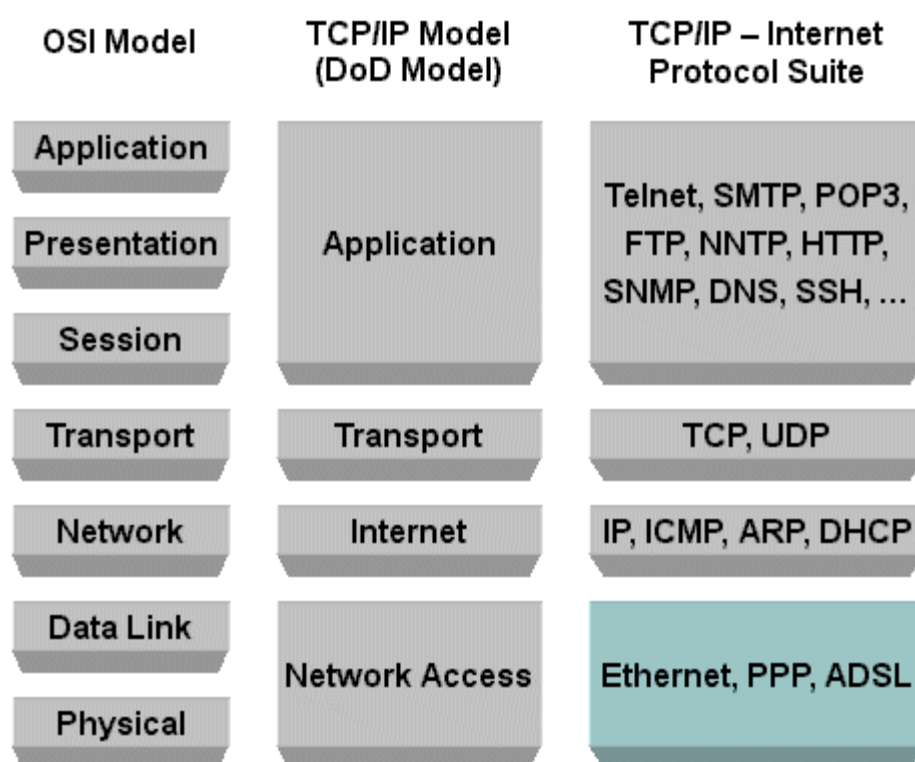 OSI Model
TCP/IP Model
(DoD Model)
TCP/IP – Internet
Protocol Suite
Application
Presentation
Session
Transport
Network
Data Link
Physical
Application
Transport
Internet
Network Access
Telnet, SMTP, POP3,
FTP, NNTP, HTTP,
SNMP, DNS, SSH, ...
TCP, UDP
IP, ICMP, ARP, DHCP
Ethernet, PPP, ADSL